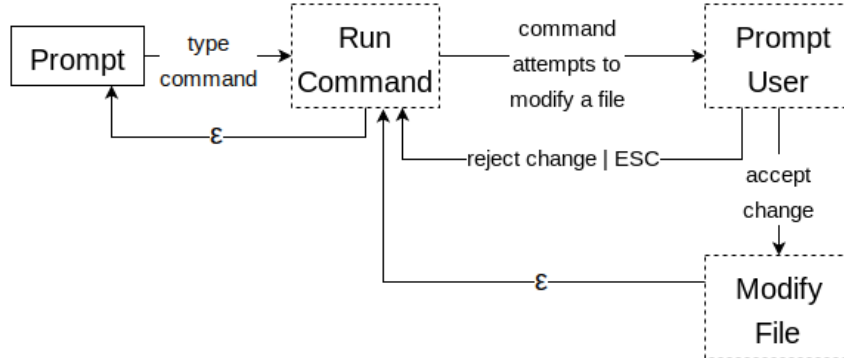 Prompt
type
command
Run
Command
command
attempts to
modify a file
Prompt
User
ε
reject change | ESC
accept
change
ε
Modify
File